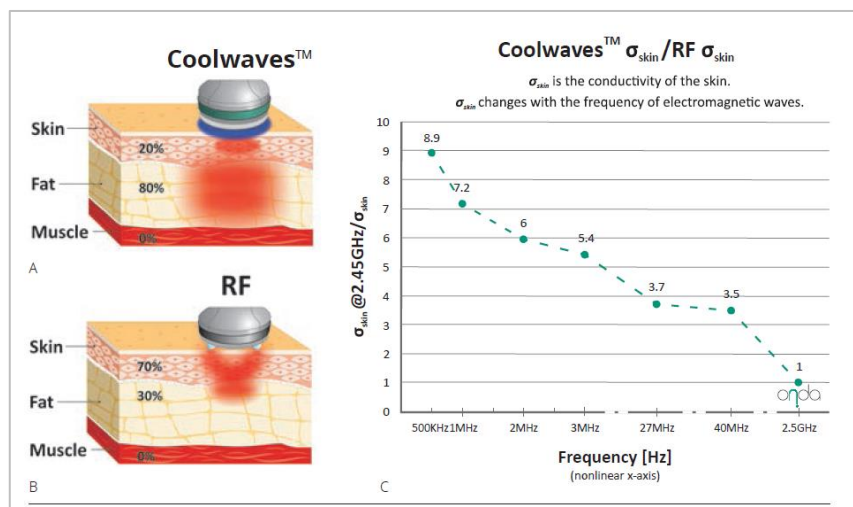 Coolwaves™
Skin
20%
Fat
80%
Muscle
0%
A
RF
Skin
70%
Fat
30%
Muscle
0%
B
Coolwaves™ σskin/RF σskin
σskin is the conductivity of the skin.
σskin changes with the frequency of electromagnetic waves.
σskin@2.45GHz/σskin
10
9
8
7
6
5
4
3
2
1
0
8.9
7.2
6
5.4
3.7
3.5
1
onda
500KHz 1MHz 2MHz 3MHz 27MHz 40MHz 2.5GHz
Frequency [Hz]
(nonlinear x-axis)
C